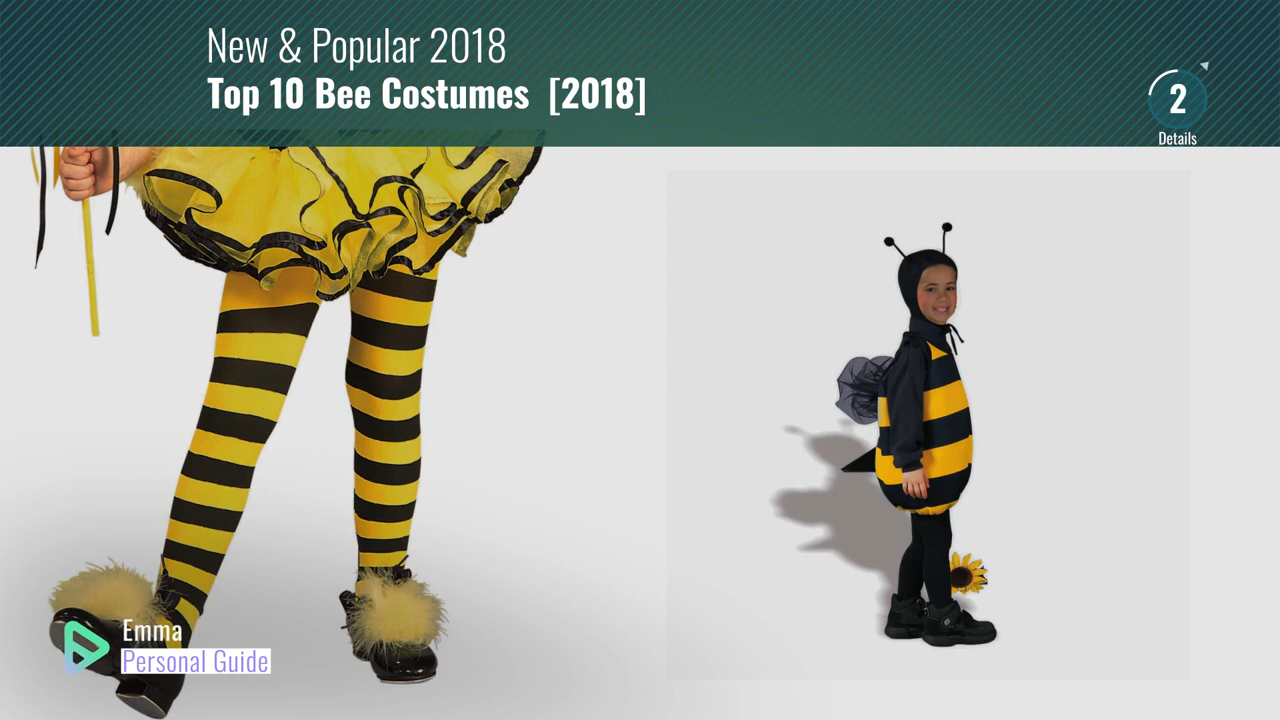 New & Popular 2018
Top 10 Bee Costumes [2018]
2
Details
Emma
Personal Guide